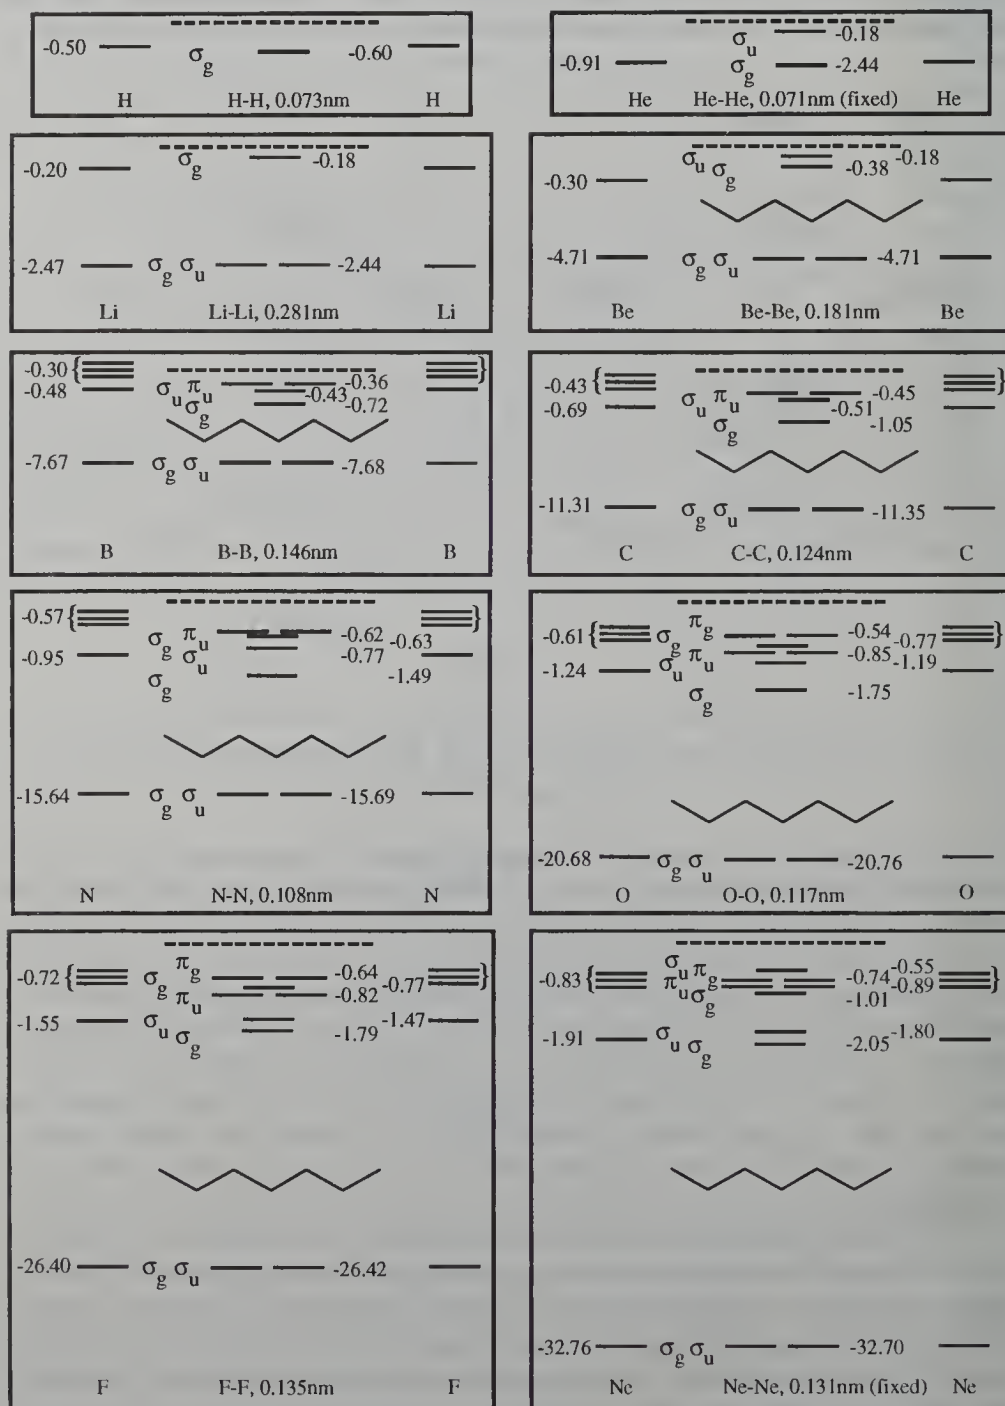 -0.50 σg -0.60
H H-H, 0.073nm H
σu -0.18
-0.91 σg -2.44
He He-He, 0.071nm (fixed) He
-0.20 σg -0.18
-2.47 σg σu -2.44
Li Li-Li, 0.281nm Li
-0.30 σu σg -0.38 -0.18
-4.71 σg σu -4.71
Be Be-Be, 0.181nm Be
-0.30 { σu πu -0.36 }
-0.48 σg -0.43 -0.72
-7.67 σg σu -7.68
B B-B, 0.146nm B
-0.43 { σu πu -0.45 }
-0.69 σg -0.51 -1.05
-11.31 σg σu -11.35
C C-C, 0.124nm C
-0.57 { σg πu -0.62 -0.63 }
-0.95 σu -0.77
σg -1.49
-15.64 σg σu -15.69
N N-N, 0.108nm N
-0.61 { σg πg -0.54 -0.77 }
-1.24 σu πu -0.85 -1.19
σg -1.75
-20.68 σg σu -20.76
O O-O, 0.117nm O
-0.72 { σg πg -0.64 -0.77 }
πu -0.82
-1.55 σu σg -1.79 -1.47
-26.40 σg σu -26.42
F F-F, 0.135nm F
-0.83 { σu πg -0.74 -0.55 }
πu σg -1.01 -0.89
-1.91 σu σg -2.05 -1.80
-32.76 σg σu -32.70
Ne Ne-Ne, 0.131nm (fixed) Ne